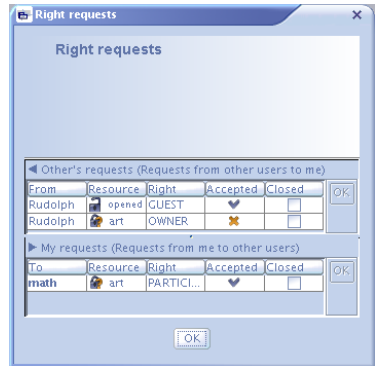 Right requests
Right requests
Other's requests (Requests from other users to me)
From Resource Right Accepted Closed
OK
Rudolph opened GUEST
Rudolph art OWNER
My requests (Requests from me to other users)
To Resource Right Accepted Closed
OK
math art PARTICI...
OK